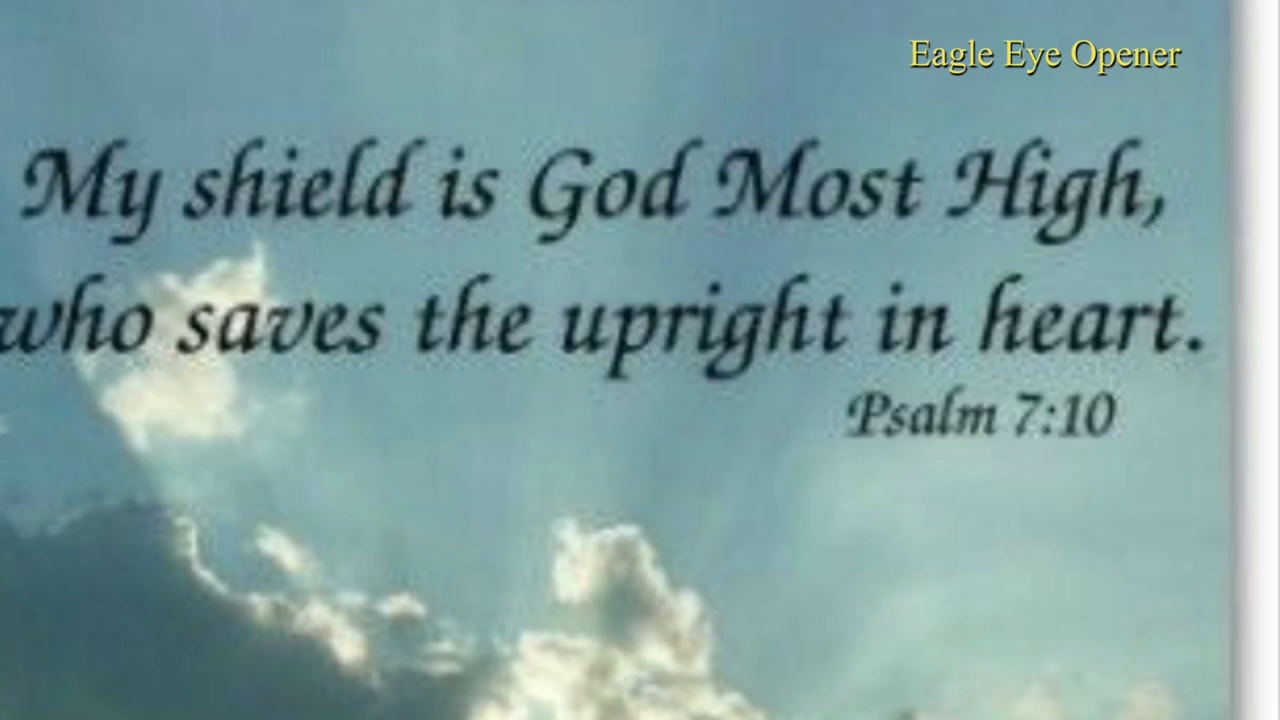 Eagle Eye Opener
My shield is God Most High,
who saves the upright in heart.
Psalm 7:10